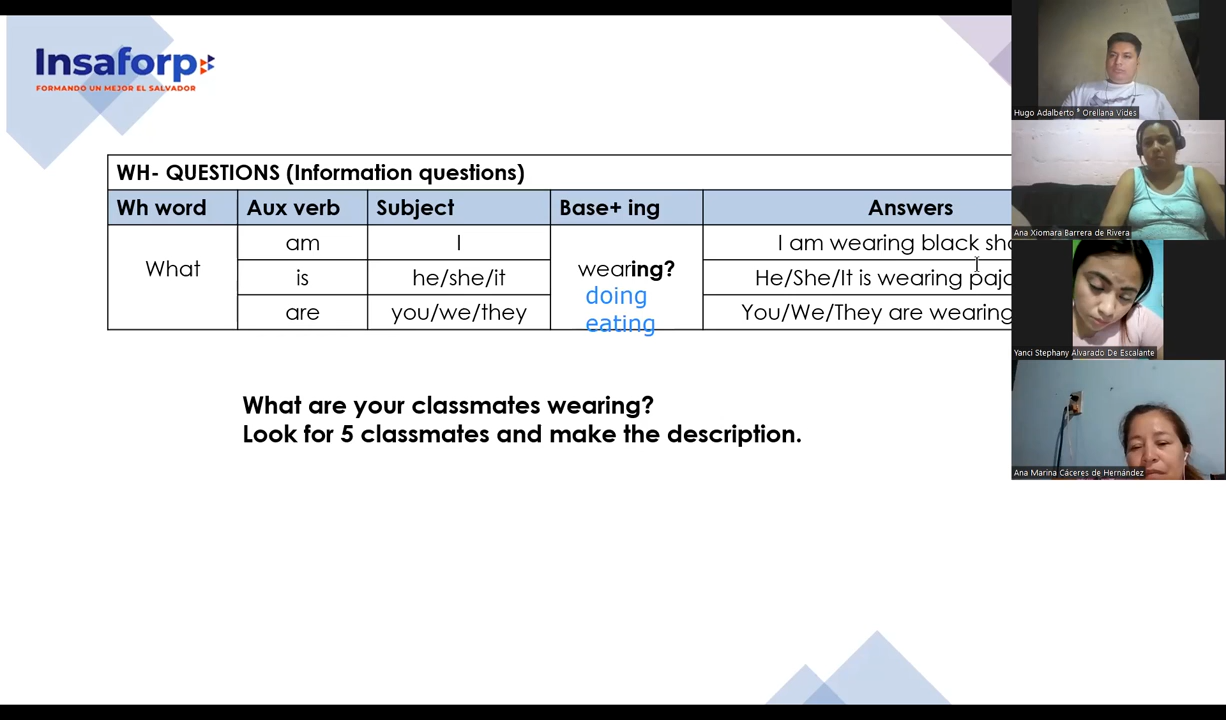 Insaforp
FORMANDO UN MEJOR EL SALVADOR
WH- QUESTIONS (Information questions)
Wh word Aux verb Subject Base+ ing Answers
What
am I I am wearing black
is he/she/it He/She/It is wearing
are you/we/they You/We/They are wearing
wearing?
doing
eating
What are your classmates wearing?
Look for 5 classmates and make the description.
Hugo Adalberto * Orellana Vides
Ana Xiomara Barrera de Rivera
Yanci Stephany Alvarado De Escalante
Ana Marina Cáceres de Hernández